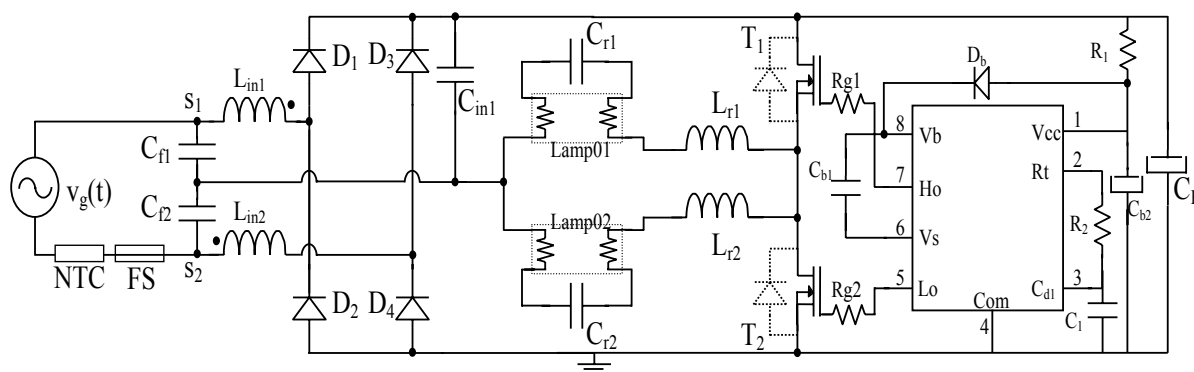 D1
D3
Lin1
s1
Cf1
vg(t)
Cf2
Lin2
s2
NTC
FS
D2
D4
Cin1
Cr1
Lamp01
Lr1
Lamp02
Lr2
Cr2
T1
Rg1
T2
Rg2
Db
R1
Cb1
8
Vb
Vcc
1
7
Ho
Rt
2
6
Vs
R2
5
Lo
Cd1
3
Com
4
C1
Cb2